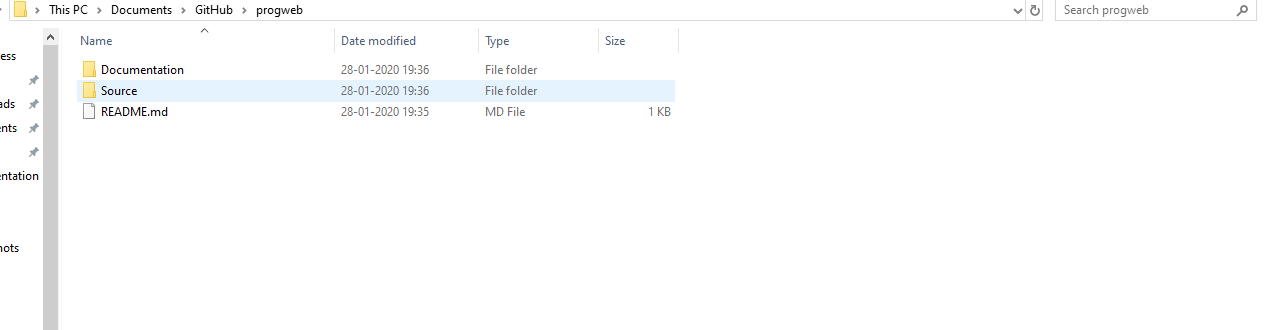 This PC > Documents > GitHub > progweb
Search progweb
Name Date modified Type Size
ess
Documentation 28-01-2020 19:36 File folder
Source 28-01-2020 19:36 File folder
ads
README.md 28-01-2020 19:35 MD File 1 KB
ents
entation
nots